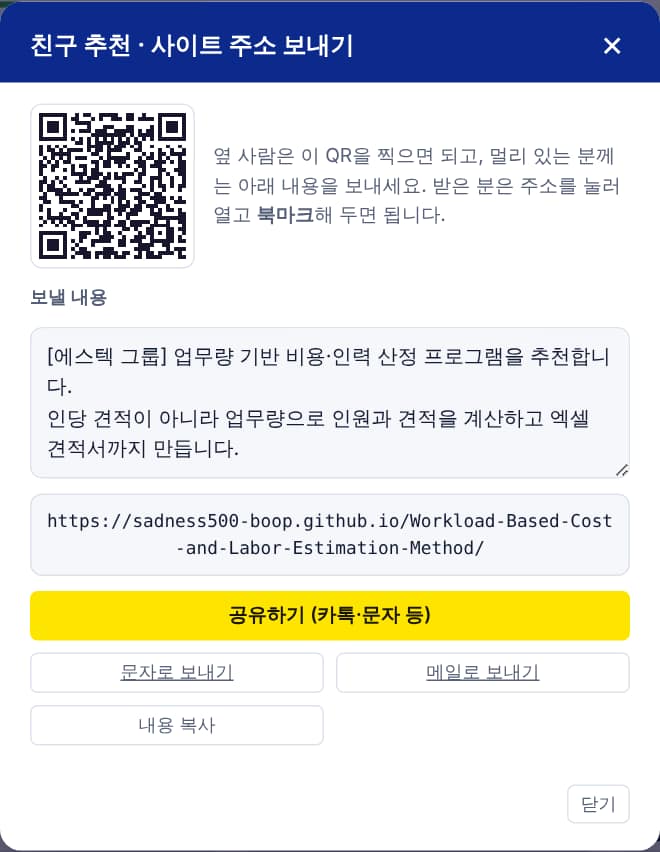 친구 추천 · 사이트 주소 보내기
옆 사람은 이 QR을 찍으면 되고, 멀리 있는 분께
는 아래 내용을 보내세요. 받은 분은 주소를 눌러
열고 북마크해 두면 됩니다.
보낼 내용
[에스텍 그룹] 업무량 기반 비용·인력 산정 프로그램을 추천합니
다.
인당 견적이 아니라 업무량으로 인원과 견적을 계산하고 엑셀
견적서까지 만듭니다.
https://sadness500-boop.github.io/Workload-Based-Cost
-and-Labor-Estimation-Method/
공유하기 (카톡·문자 등)
문자로 보내기
메일로 보내기
내용 복사
닫기